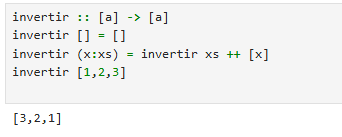 invertir :: [a] -> [a]
invertir [] = []
invertir (x:xs) = invertir xs ++ [x]
invertir [1,2,3]
[3,2,1]